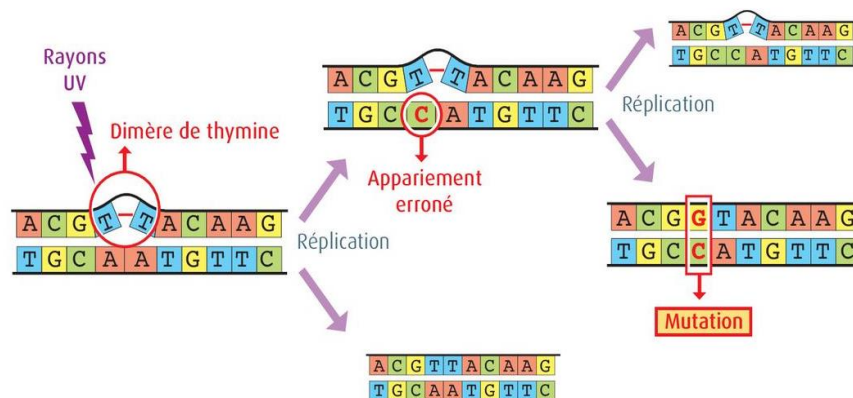 Rayons
UV
Dimère de thymine
ACGTTACAAG
TGCAATGTTC
Réplication
ACGTTACAAG
TGCCATGTTC
Appariement
erroné
ACGTTACAAG
TGCAATGTTC
Réplication
ACGTTACAAG
TGCCATGTTC
ACGGTACAAG
TGCCATGTTC
Mutation